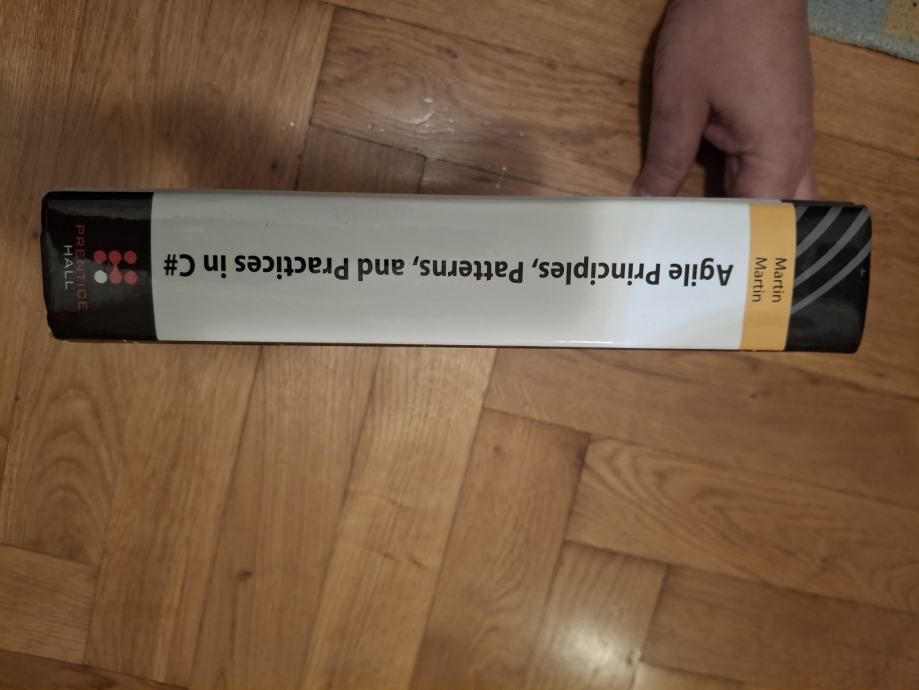 Martin
Martin
Agile Principles, Patterns, and Practices in C#
PRENTICE
HALL